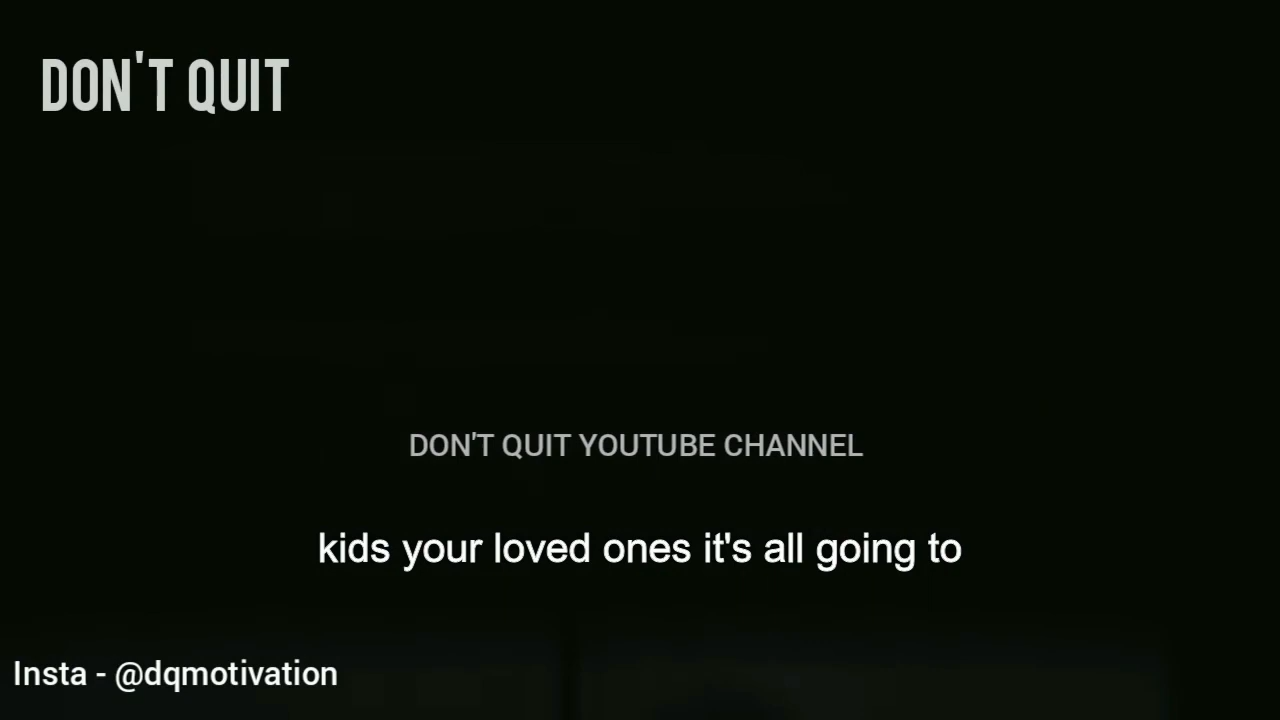 DON'T QUIT
DON'T QUIT YOUTUBE CHANNEL
kids your loved ones it's all going to
Insta - @dqmotivation